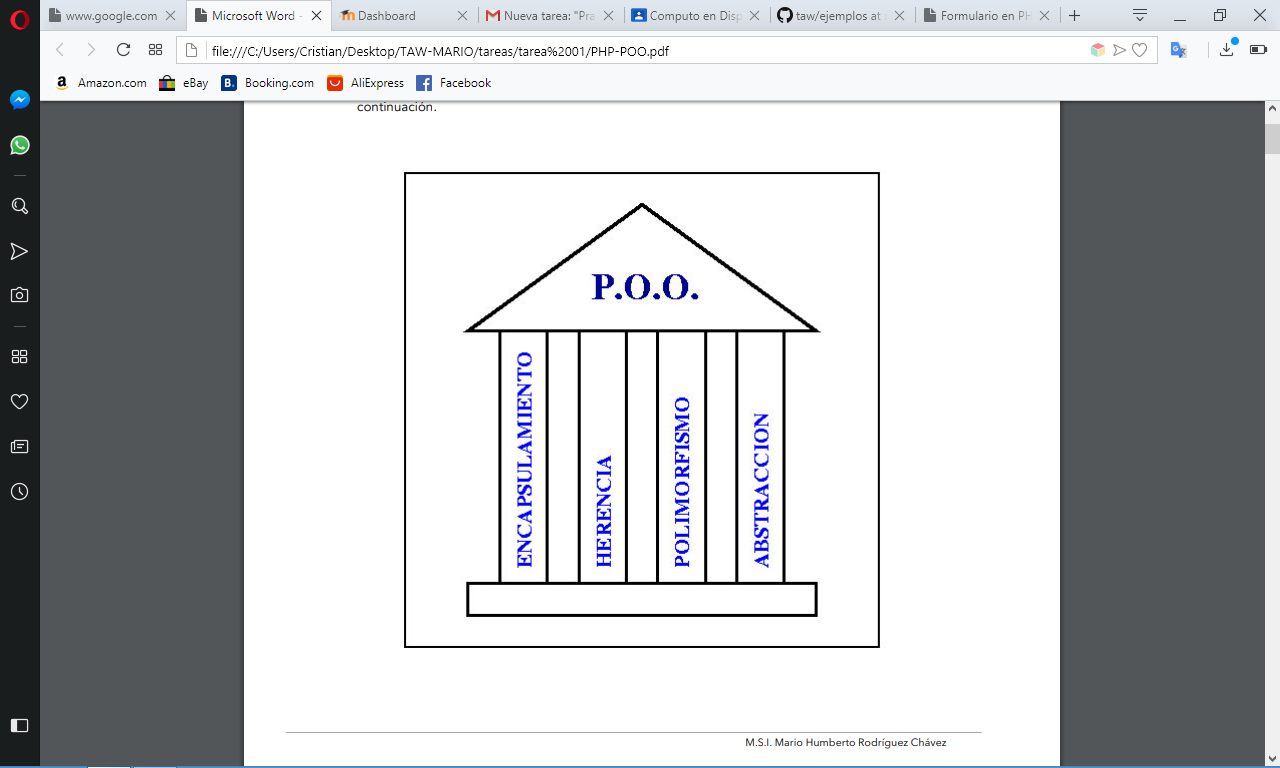 www.google.com
Microsoft Word -
Dashboard
Nueva tarea: "Pra
Computo en Disp
taw/ejemplos at
Formulario en PH
file:///C:/Users/Cristian/Desktop/TAW-MARIO/tareas/tarea%2001/PHP-POO.pdf
Amazon.com
eBay
B.
Booking.com
AliExpress
Facebook
continuación.
P.O.O.
ENCAPSULAMIENTO
HERENCIA
POLIMORFISMO
ABSTRACCION
M.S.I. Mario Humberto Rodríguez Chávez